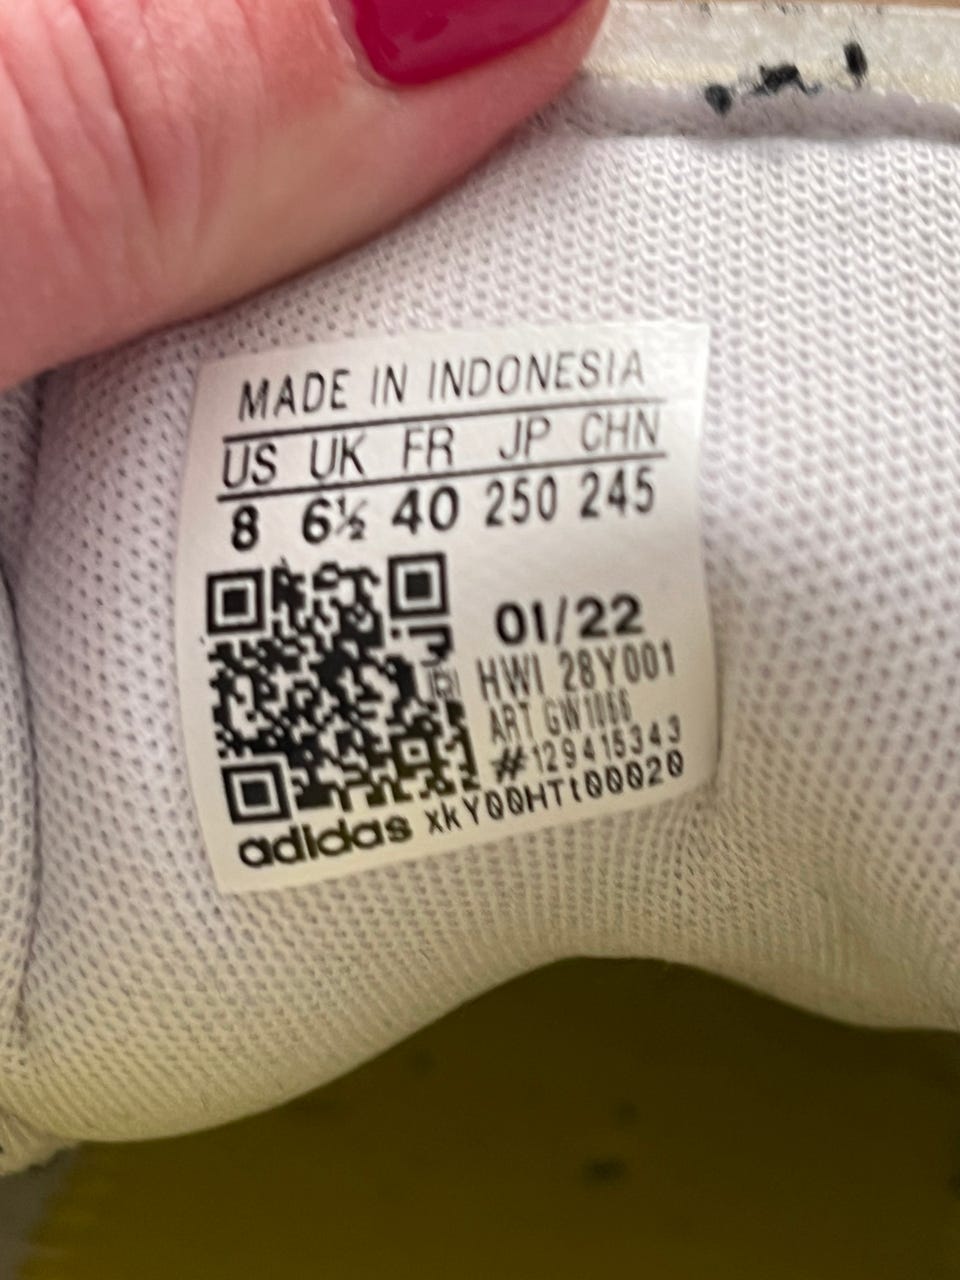 MADE IN INDONESIA
US UK FR JP CHN
8 6½ 40 250 245
01/22
HWI 28Y001
ART GW1066
#129415343
adidas xkY00HTt00020